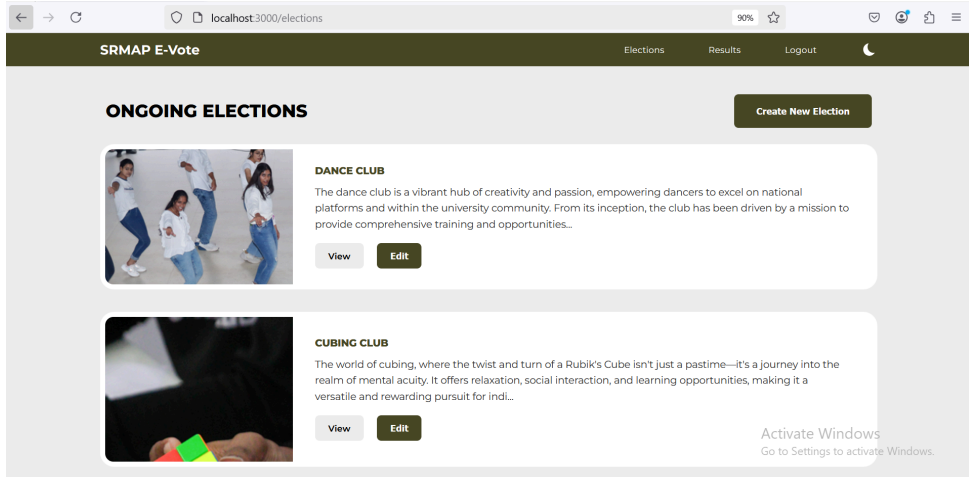 localhost:3000/elections
90%
SRMAP E-Vote
Elections
Results
Logout
ONGOING ELECTIONS
Create New Election
DANCE CLUB
The dance club is a vibrant hub of creativity and passion, empowering dancers to excel on national
platforms and within the university community. From its inception, the club has been driven by a mission to
provide comprehensive training and opportunities...
View
Edit
CUBING CLUB
The world of cubing, where the twist and turn of a Rubik's Cube isn't just a pastime—it's a journey into the
realm of mental acuity. It offers relaxation, social interaction, and learning opportunities, making it a
versatile and rewarding pursuit for indi...
View
Edit
Activate Windows
Go to Settings to activate Windows.